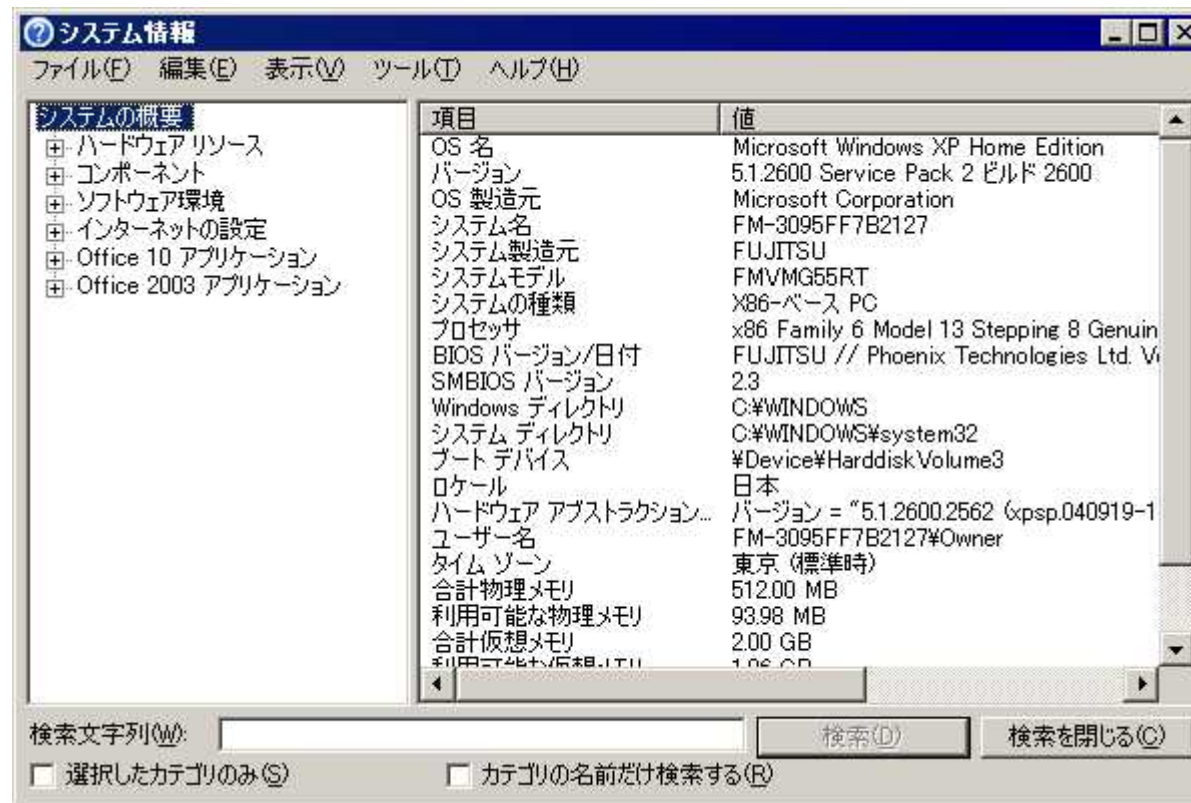 システム情報
ファイル(F) 編集(E) 表示(V) ツール(T) ヘルプ(H)
システムの概要
ハードウェア リソース
コンポーネント
ソフトウェア環境
インターネットの設定
Office 10 アプリケーション
Office 2003 アプリケーション
項目 値
OS 名 Microsoft Windows XP Home Edition
バージョン 5.1.2600 Service Pack 2 ビルド 2600
OS 製造元 Microsoft Corporation
システム名 FM-3095FF7B2127
システム製造元 FUJITSU
システムモデル FMVMG55RT
システムの種類 X86-ベース PC
プロセッサ x86 Family 6 Model 13 Stepping 8 Genuin
BIOS バージョン/日付 FUJITSU // Phoenix Technologies Ltd.
SMBIOS バージョン 2.3
Windows ディレクトリ C:¥WINDOWS
システム ディレクトリ C:¥WINDOWS¥system32
ブート デバイス ¥Device¥HarddiskVolume3
ロケール 日本
ハードウェア アブストラクション... バージョン = "5.1.2600.2562 (xpsp.040919-1
ユーザー名 FM-3095FF7B2127¥Owner
タイム ゾーン 東京 (標準時)
合計物理メモリ 512.00 MB
利用可能な物理メモリ 93.98 MB
合計仮想メモリ 2.00 GB
検索文字列(W): 検索(D) 検索を閉じる(C)
選択したカテゴリのみ(S) カテゴリの名前だけ検索する(R)